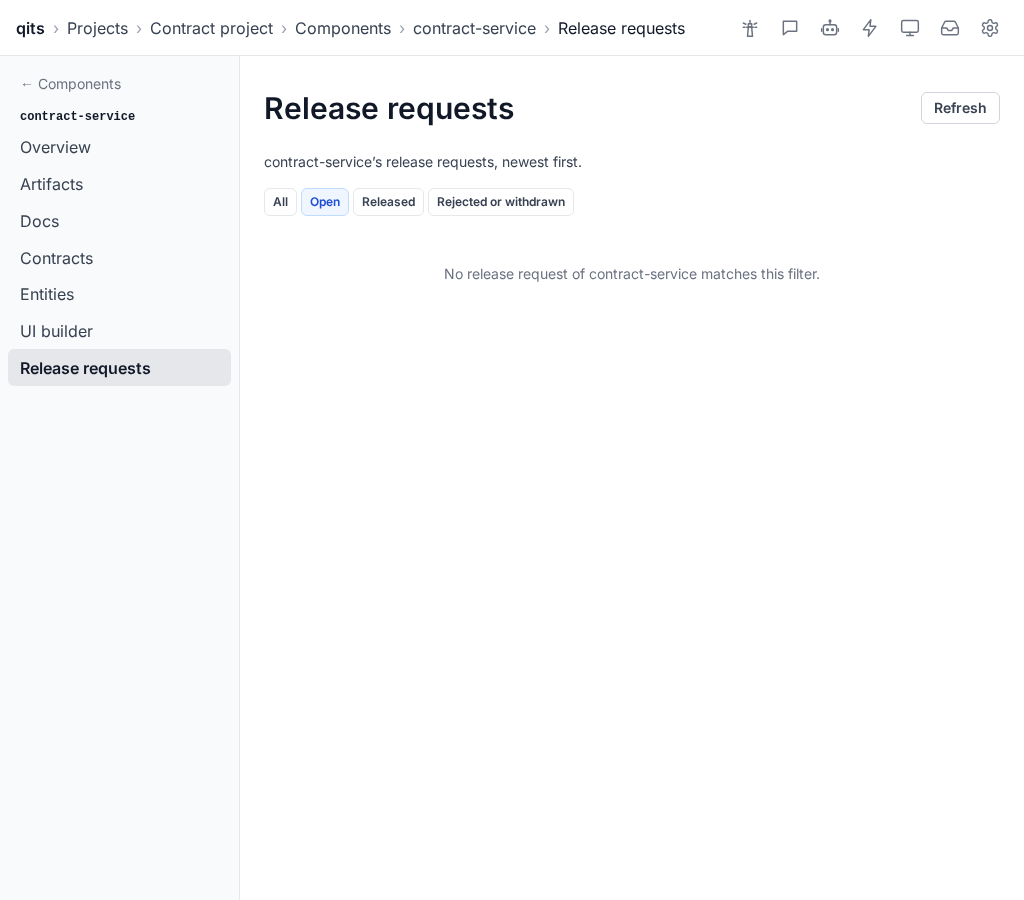 qits › Projects › Contract project › Components › contract-service › Release requests
← Components
contract-service
Overview
Artifacts
Docs
Contracts
Entities
UI builder
Release requests
Release requests
Refresh
contract-service’s release requests, newest first.
All Open Released Rejected or withdrawn
No release request of contract-service matches this filter.